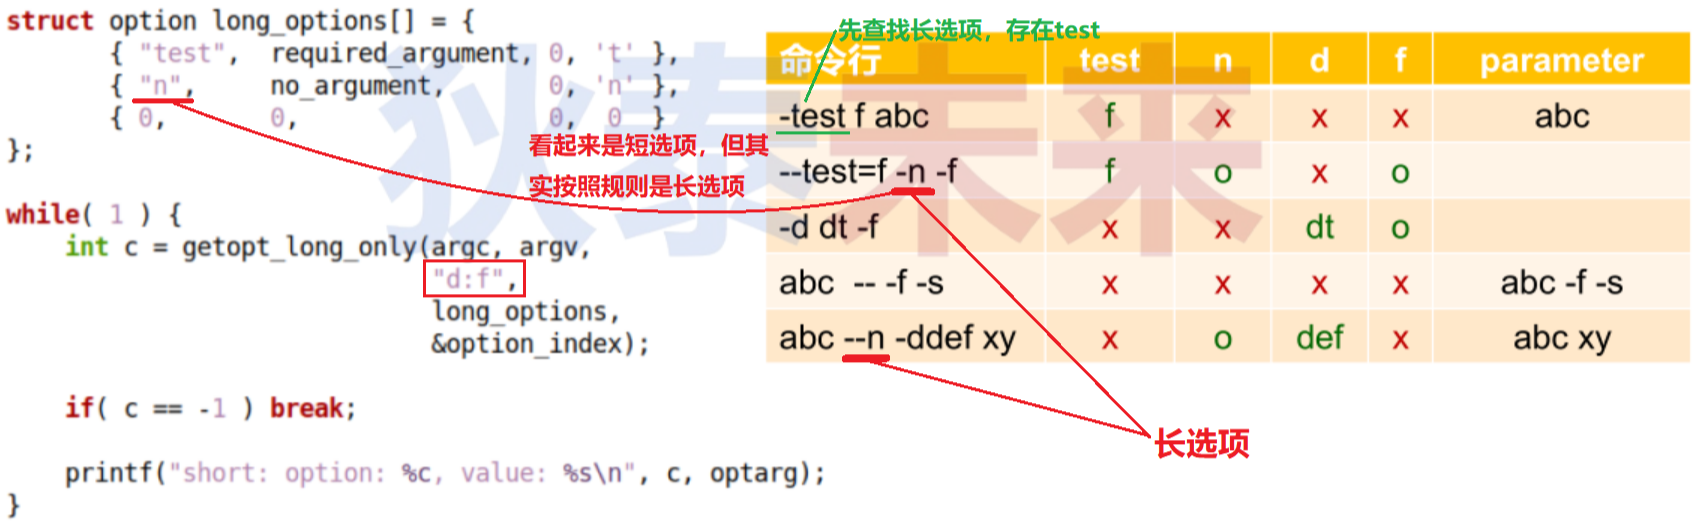 struct option long_options[] = {
{ "test", required_argument, 0, 't' },
{ "n", no_argument, 0, 'n' },
{ 0, 0, 0, 0 }
};
while( 1 ) {
int c = getopt_long_only(argc, argv,
"d:f",
long_options,
&option_index);
if( c == -1 ) break;
printf("short: option: %c, value: %s\n", c, optarg);
}
看起来是短选项，但其
实按照规则是长选项
先查找长选项，存在test
命令行 test n d f parameter
-test f abc f x x x abc
--test=f -n -f f o x o
-d dt -f x x dt o
abc -- -f -s x x x x abc -f -s
abc --n -ddef xy x o def x abc xy
长选项
狄泰未来